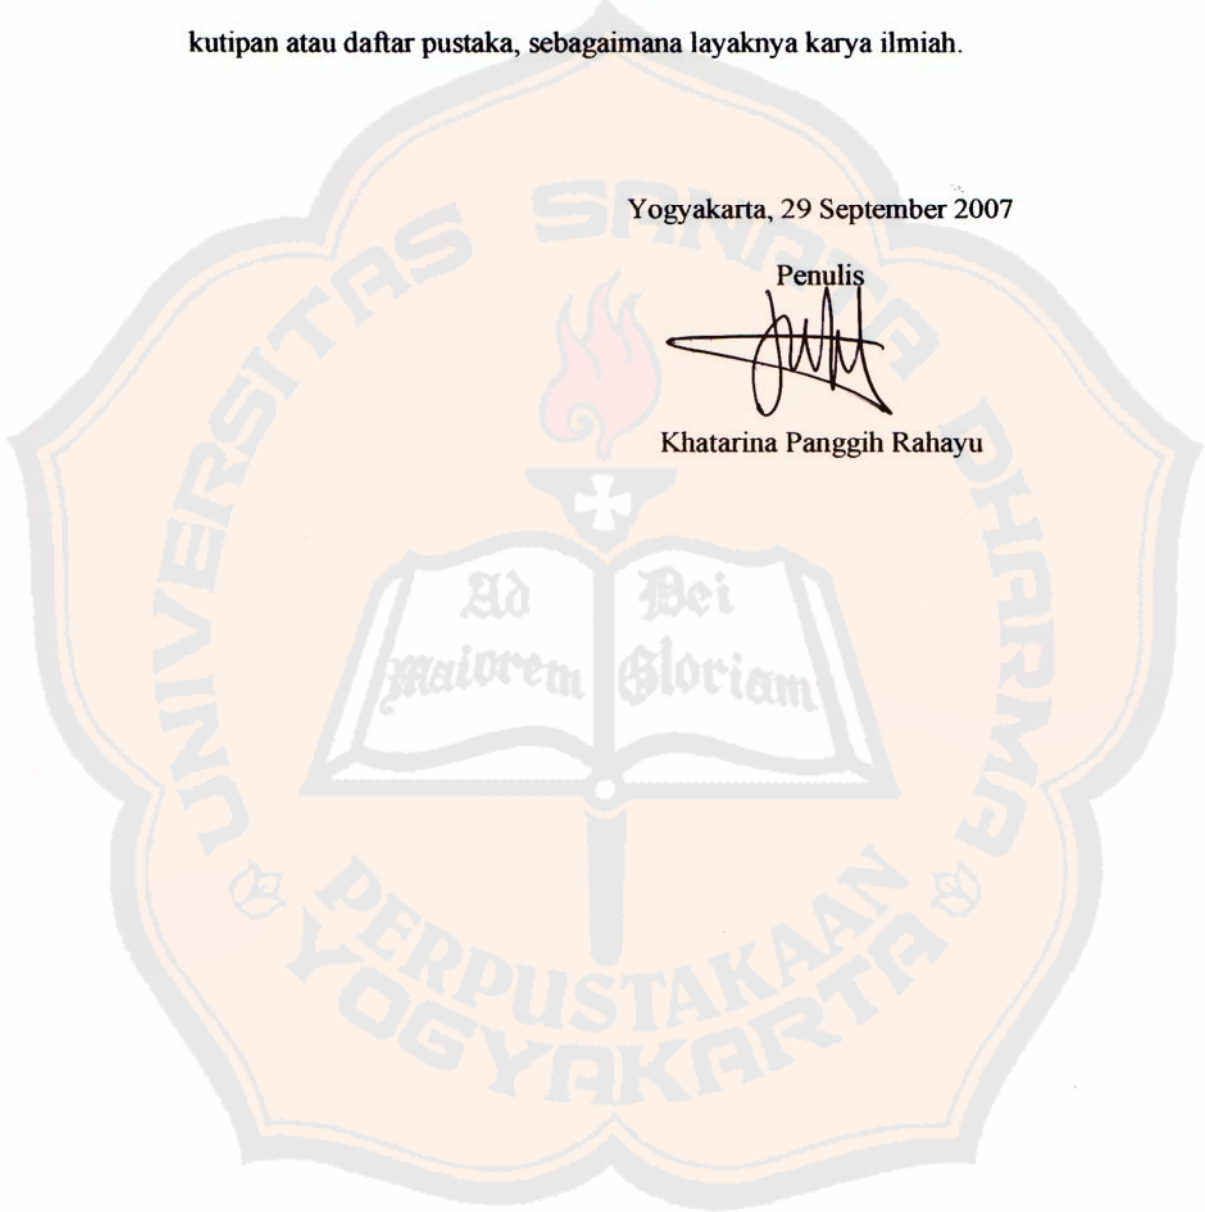 kutipan atau daftar pustaka, sebagaimana layaknya karya ilmiah.
Yogyakarta, 29 September 2007
Penulis
Khatarina Panggih Rahayu
UNIVERSITAS SANATA DHARMA
Ad
maiorem
Dei
Gloriam
PERPUSTAKAAN
YOGYAKARTA